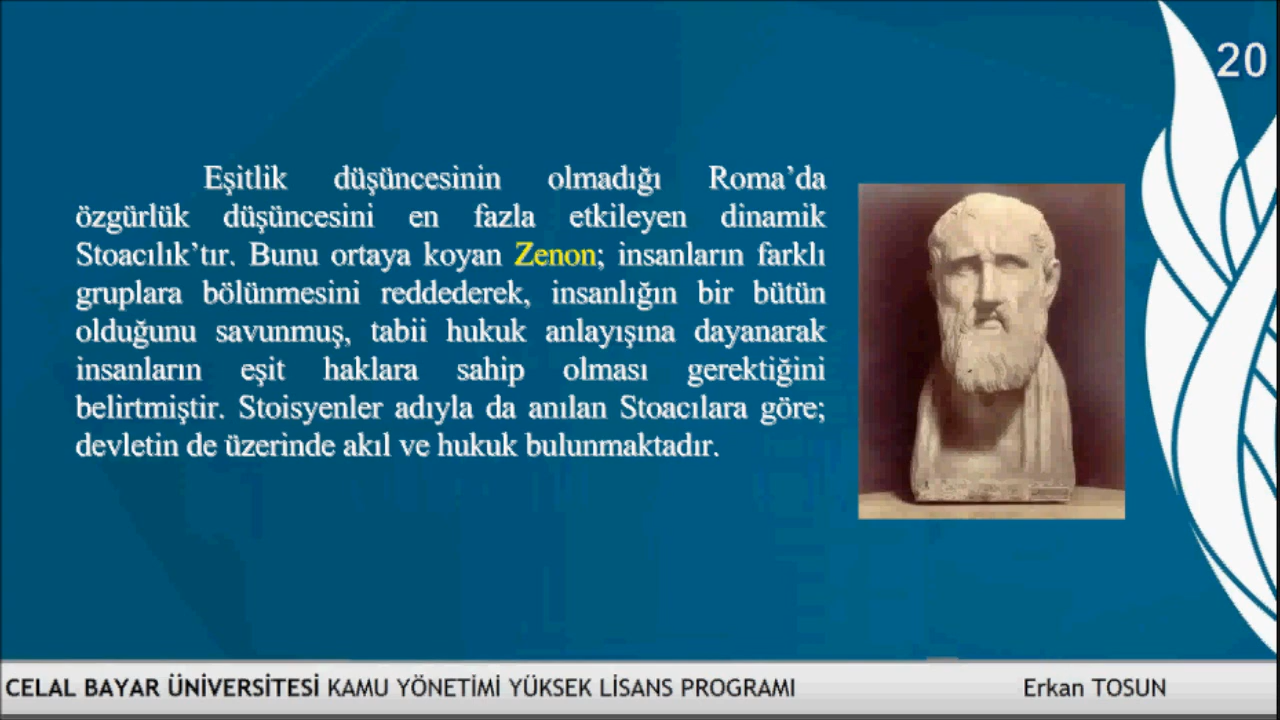 20
Eşitlik düşüncesinin olmadığı Roma’da
özgürlük düşüncesini en fazla etkileyen dinamik
Stoacılık’tır. Bunu ortaya koyan Zenon; insanların farklı
gruplara bölünmesini reddederek, insanlığın bir bütün
olduğunu savunmuş, tabii hukuk anlayışına dayanarak
insanların eşit haklara sahip olması gerektiğini
belirtmiştir. Stoisyenler adıyla da anılan Stoacılara göre;
devletin de üzerinde akıl ve hukuk bulunmaktadır.
CELAL BAYAR ÜNİVERSİTESİ KAMU YÖNETİMİ YÜKSEK LİSANS PROGRAMI
Erkan TOSUN